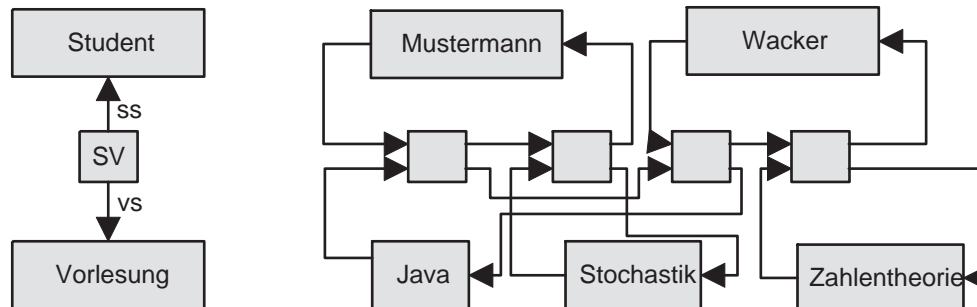 Student
ss
SV
vs
Vorlesung
Mustermann
Wacker
Java
Stochastik
Zahlentheorie